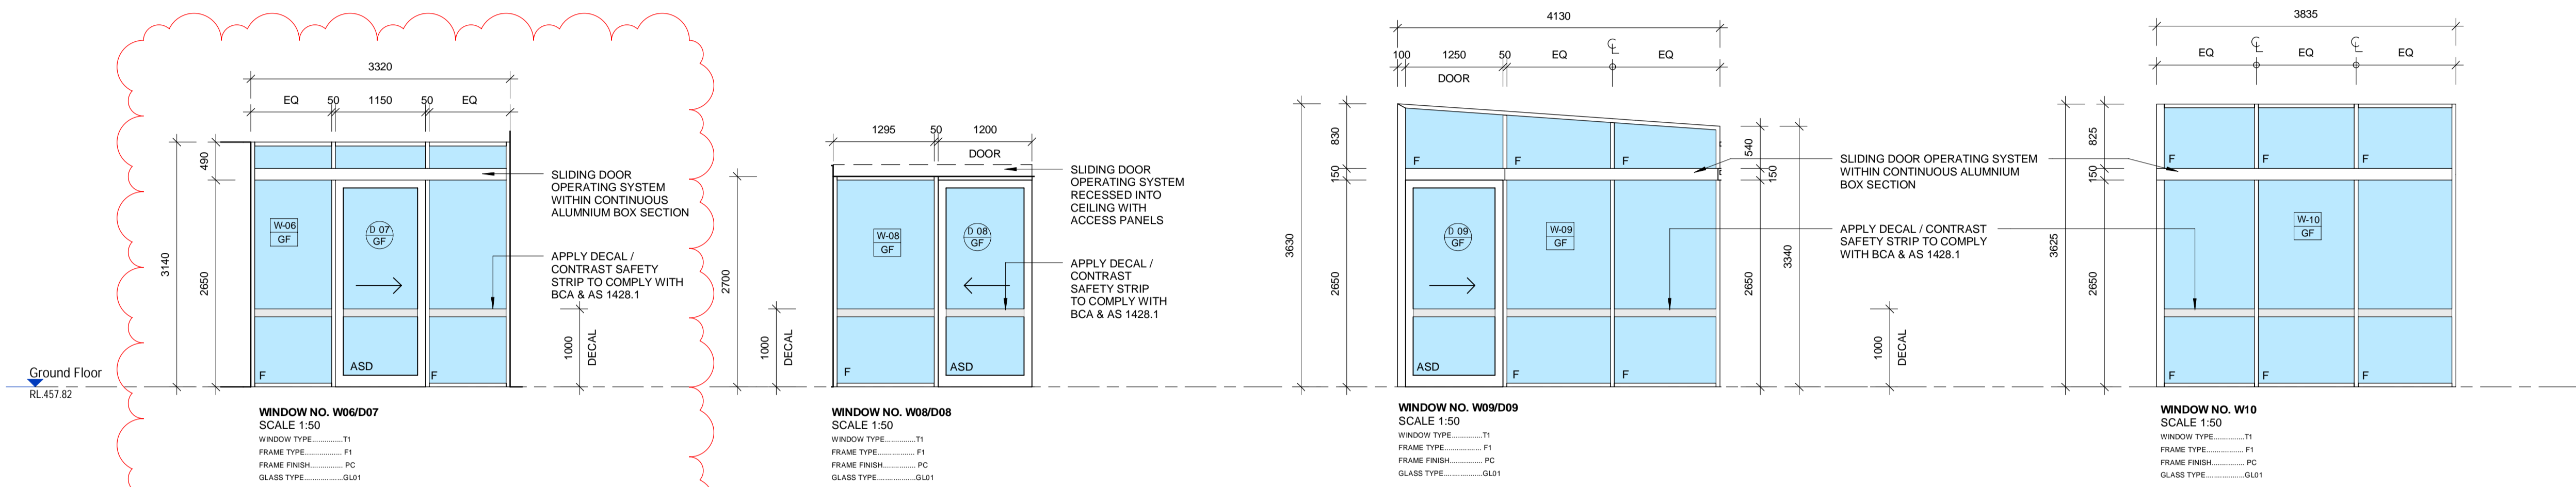 Ground Floor
RL.457.82
3320
EQ 50 1150 50 EQ
3140
490
2650
W-06
GF
D 07
GF
F
ASD
F
SLIDING DOOR
OPERATING SYSTEM
WITHIN CONTINUOUS
ALUMNIUM BOX SECTION
APPLY DECAL /
CONTRAST SAFETY
STRIP TO COMPLY WITH
BCA & AS 1428.1
1000
DECAL
WINDOW NO. W06/D07
SCALE 1:50
WINDOW TYPE...............T1
FRAME TYPE................. F1
FRAME FINISH............... PC
GLASS TYPE..................GL01
1295 50 1200
DOOR
2700
1000
DECAL
W-08
GF
D 08
GF
F
ASD
SLIDING DOOR
OPERATING SYSTEM
RECESSED INTO
CEILING WITH
ACCESS PANELS
APPLY DECAL /
CONTRAST
SAFETY STRIP
TO COMPLY WITH
BCA & AS 1428.1
WINDOW NO. W08/D08
SCALE 1:50
WINDOW TYPE...............T1
FRAME TYPE................. F1
FRAME FINISH............... PC
GLASS TYPE..................GL01
4130
100 1250 50 EQ EQ
DOOR
CL
3630
830
150
2650
F
F
F
D 09
GF
W-09
GF
ASD
F
F
540
150
2650
3340
1000
DECAL
SLIDING DOOR OPERATING SYSTEM
WITHIN CONTINUOUS ALUMNIUM
BOX SECTION
APPLY DECAL / CONTRAST
SAFETY STRIP TO COMPLY
WITH BCA & AS 1428.1
WINDOW NO. W09/D09
SCALE 1:50
WINDOW TYPE...............T1
FRAME TYPE................. F1
FRAME FINISH............... PC
GLASS TYPE..................GL01
3835
EQ CL EQ CL EQ
3625
825
150
2650
F
F
F
W-10
GF
F
F
F
WINDOW NO. W10
SCALE 1:50
WINDOW TYPE...............T1
FRAME TYPE................. F1
FRAME FINISH............... PC
GLASS TYPE..................GL01